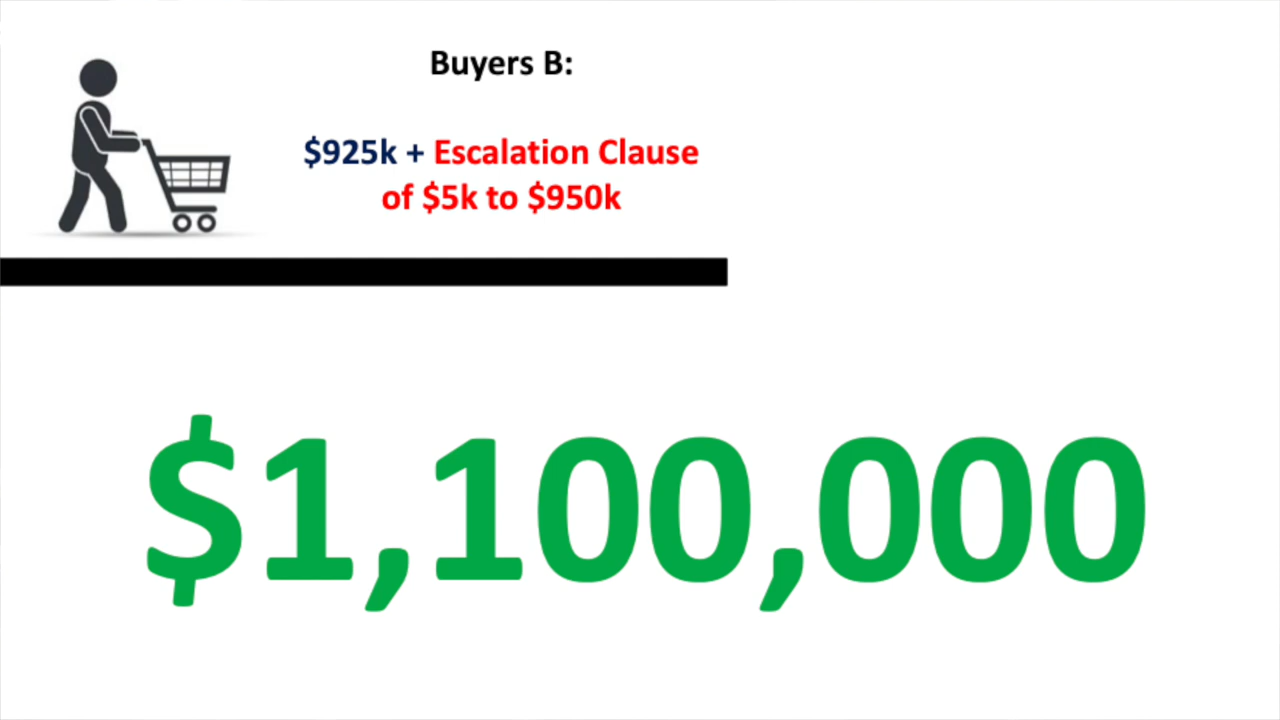 Buyers B:
$925k + Escalation Clause
of $5k to $950k
$1,100,000